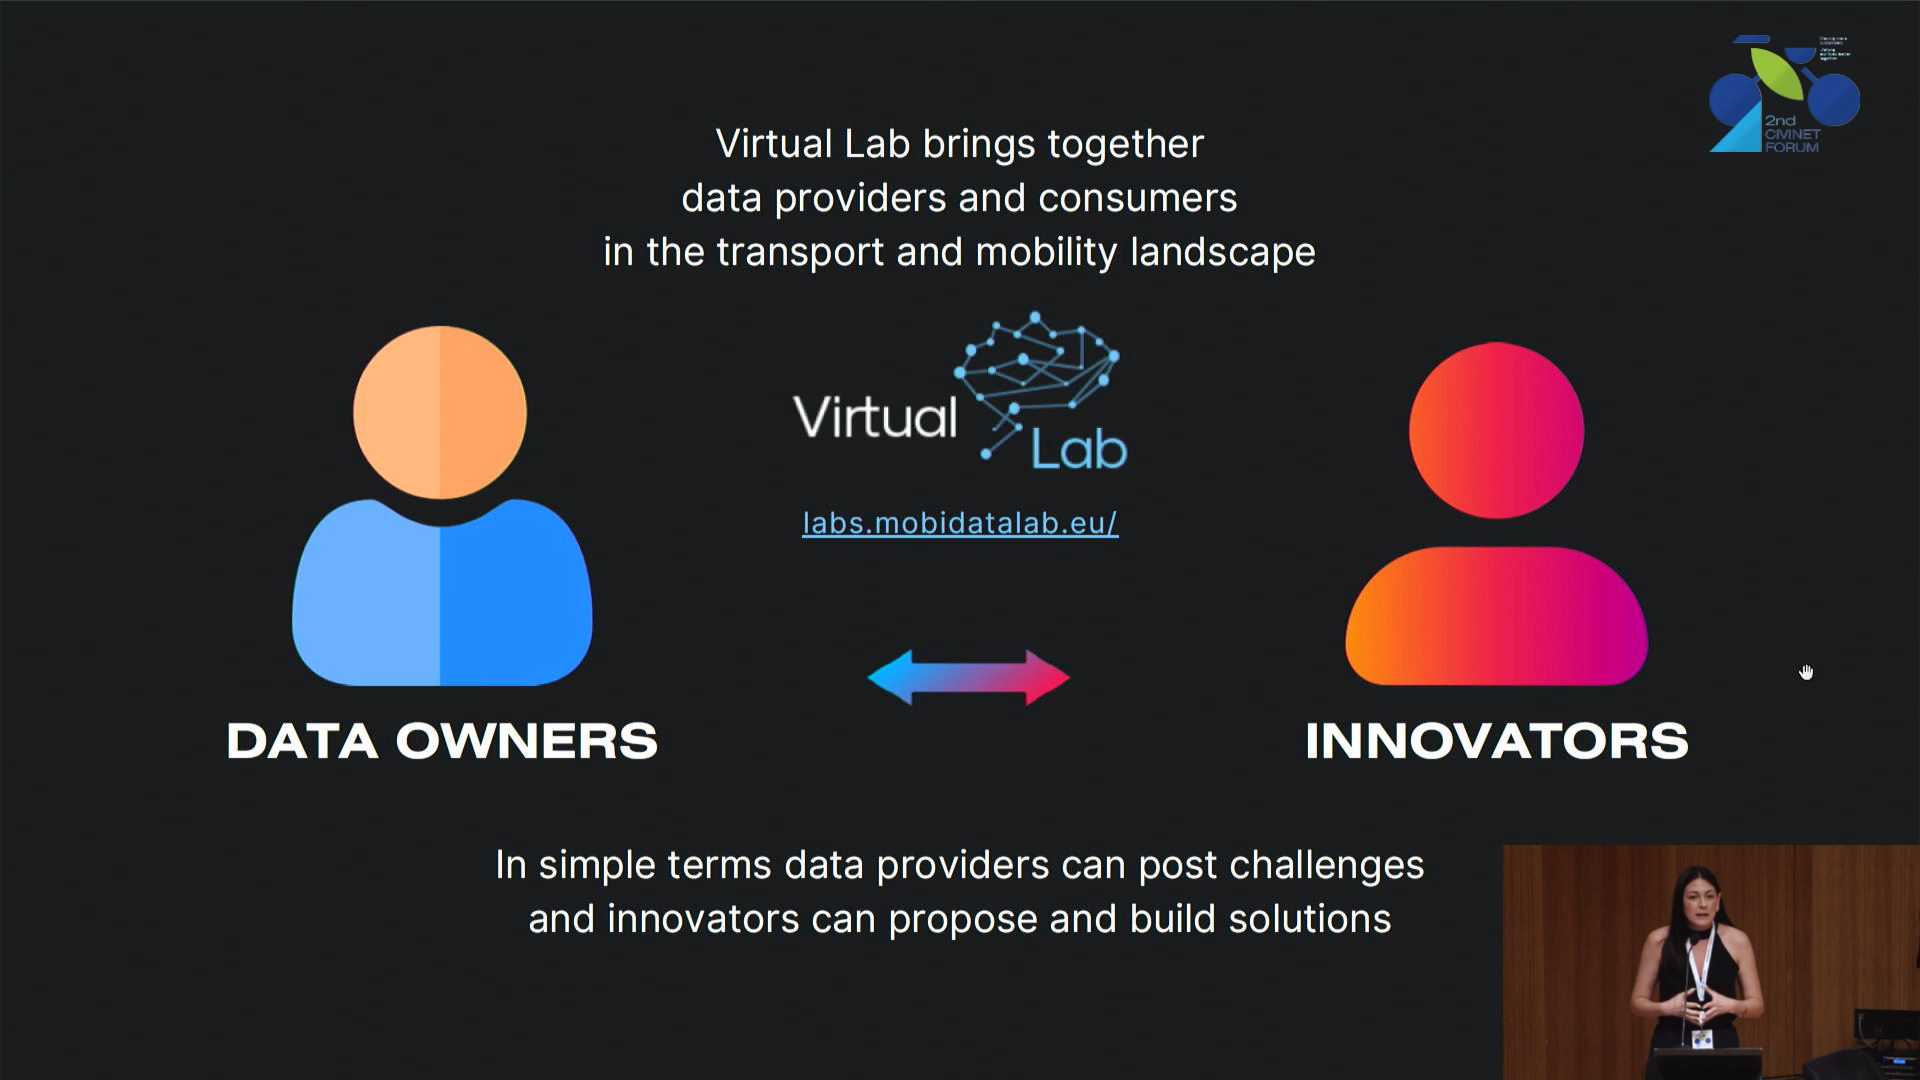 Virtual Lab brings together
data providers and consumers
in the transport and mobility landscape
2nd
CIVINET
FORUM
Virtual
Lab
labs.mobidatalab.eu/
DATA OWNERS
INNOVATORS
In simple terms data providers can post challenges
and innovators can propose and build solutions